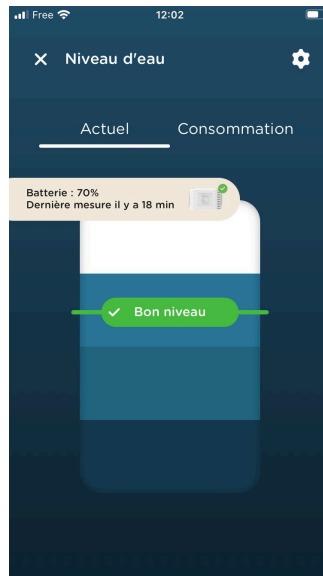 Free 12:02
Niveau d'eau
Actuel Consommation
Batterie : 70%
Dernière mesure il y a 18 min
Bon niveau